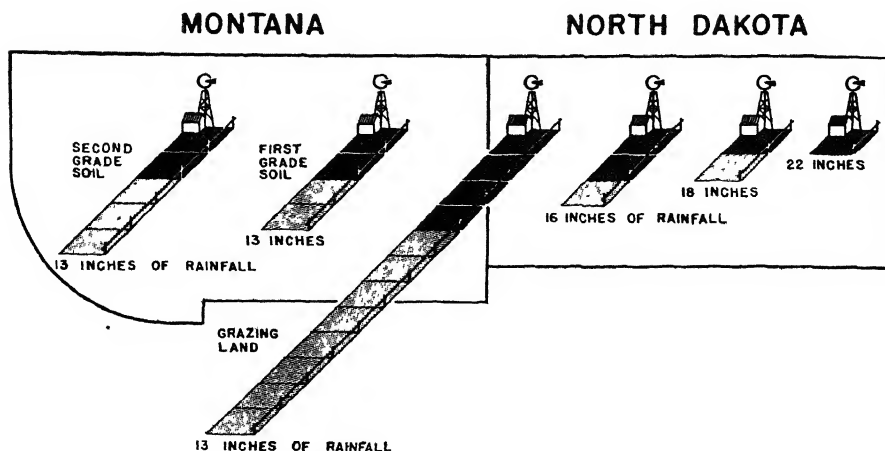 MONTANA
NORTH DAKOTA
SECOND
GRADE
SOIL
FIRST
GRADE
SOIL
13 INCHES OF RAINFALL
13 INCHES
16 INCHES OF RAINFALL
18 INCHES
22 INCHES
GRAZING
LAND
13 INCHES OF RAINFALL